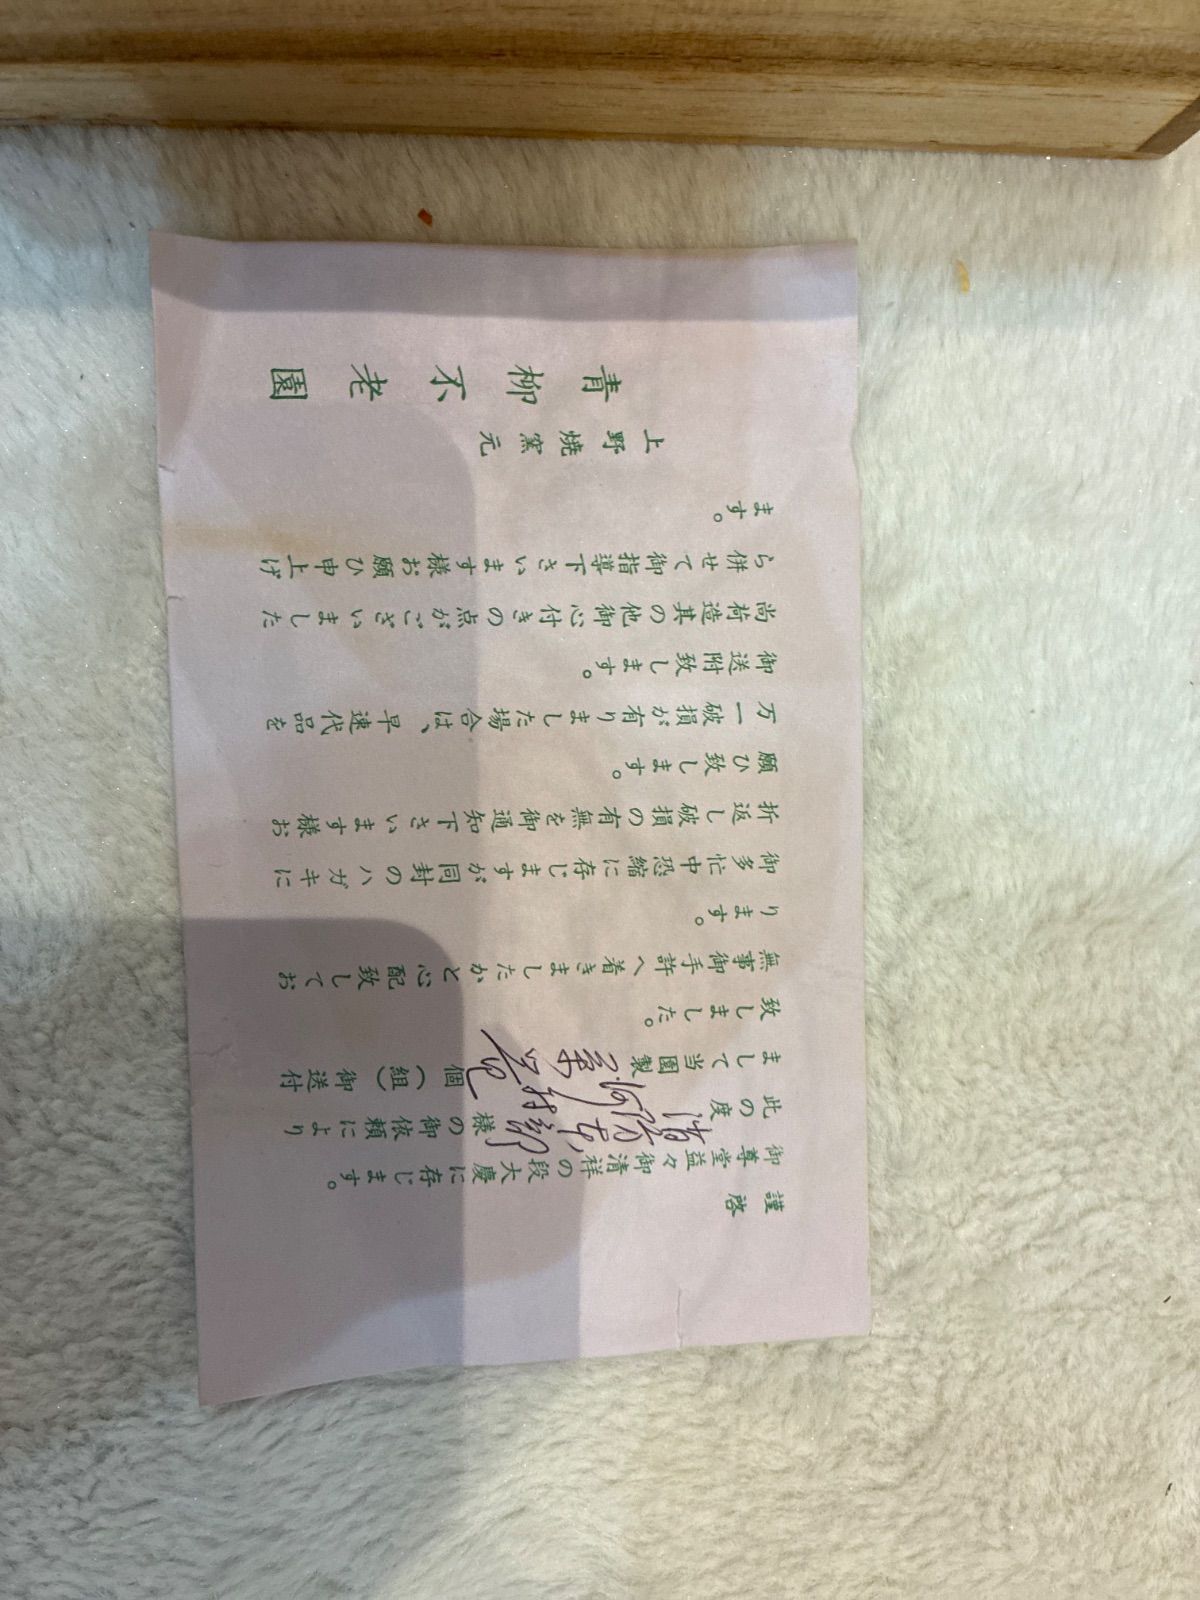 謹啓
御尊堂益々御清祥の段大慶に存じます。
此の度 様の御依頼により
まして当園製 個(組)御送付
致しました。
無事御手許へ着きましたかと心配致してお
ります。
御多忙中恐縮に存じますが同封のハガキに
折返し破損の有無を御通知下さいます様お
願ひ致します。
万一破損が有りました場合は、早速代品を
御送附致します。
尚荷造其の他御心付きの点がございました
ら併せて御指導下さいます様お願ひ申上げ
ます。
上野焼窯元
青柳不老園